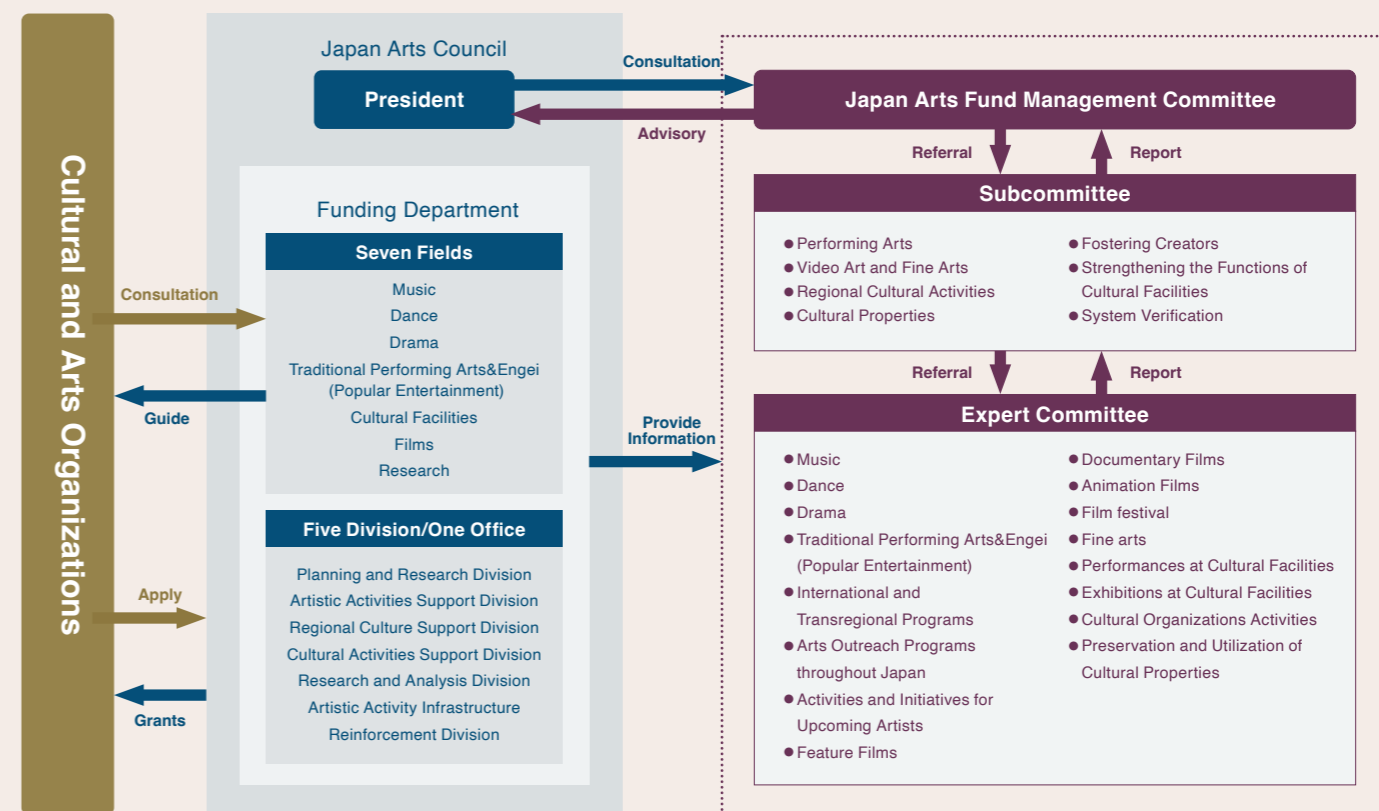 Cultural and Arts Organizations
Consultation
Guide
Apply
Grants
Japan Arts Council
President
Funding Department
Seven Fields
Music
Dance
Drama
Traditional Performing Arts&Engei
(Popular Entertainment)
Cultural Facilities
Films
Research
Five Division/One Office
Planning and Research Division
Artistic Activities Support Division
Regional Culture Support Division
Cultural Activities Support Division
Research and Analysis Division
Artistic Activity Infrastructure
Reinforcement Division
Consultation
Advisory
Provide
Information
Japan Arts Fund Management Committee
Referral
Report
Subcommittee
● Performing Arts
● Video Art and Fine Arts
● Regional Cultural Activities
● Cultural Properties
● Fostering Creators
● Strengthening the Functions of
Cultural Facilities
● System Verification
Referral
Report
Expert Committee
● Music
● Dance
● Drama
● Traditional Performing Arts&Engei
(Popular Entertainment)
● International and
Transregional Programs
● Arts Outreach Programs
throughout Japan
● Activities and Initiatives for
Upcoming Artists
● Feature Films
● Documentary Films
● Animation Films
● Film festival
● Fine arts
● Performances at Cultural Facilities
● Exhibitions at Cultural Facilities
● Cultural Organizations Activities
● Preservation and Utilization of
Cultural Properties